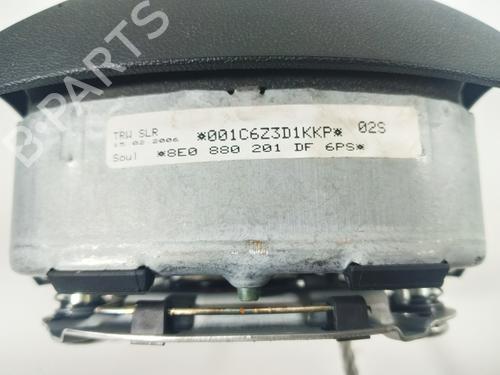 TRW SLR *001C6Z3D1KKP* 02S
15 02 2006
Soul *8E0 880 201 DF 6PS*
B-PARTS